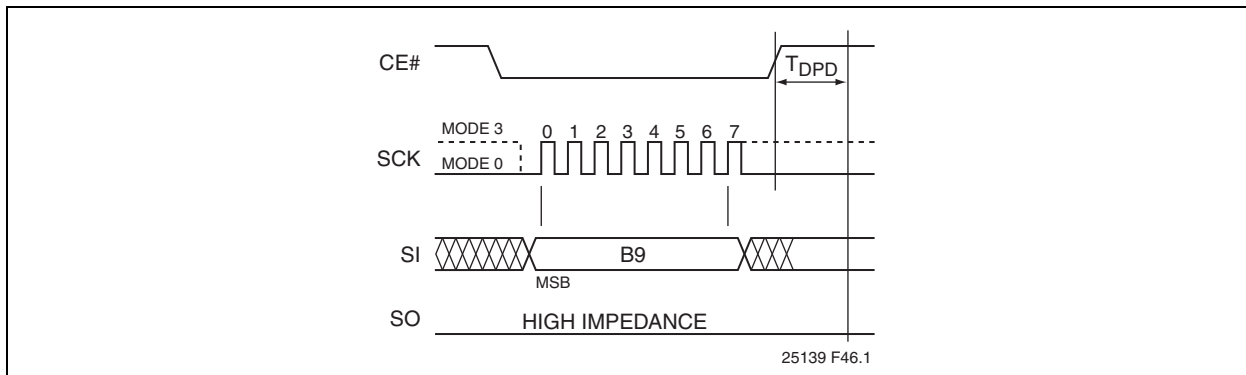 CE#
TDPD
MODE 3
0 1 2 3 4 5 6 7
SCK
MODE 0
SI
B9
MSB
SO
HIGH IMPEDANCE
25139 F46.1